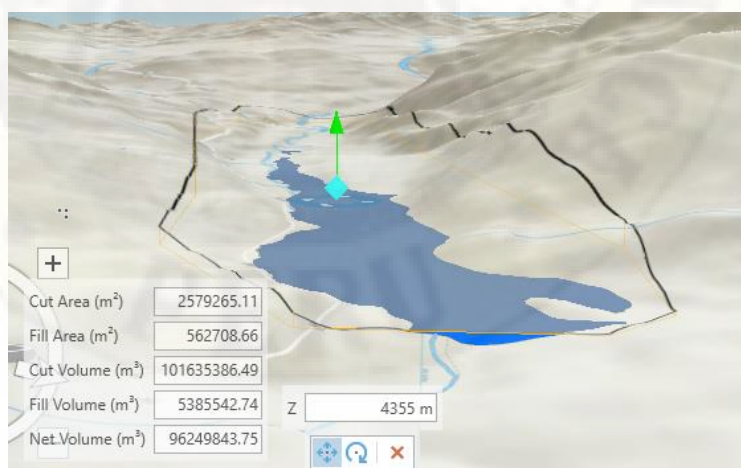 Cut Area (m²) 2579265.11
Fill Area (m²) 562708.66
Cut Volume (m³) 101635386.49
Fill Volume (m³) 5385542.74
Z 4355 m
Net Volume (m³) 96249843.75